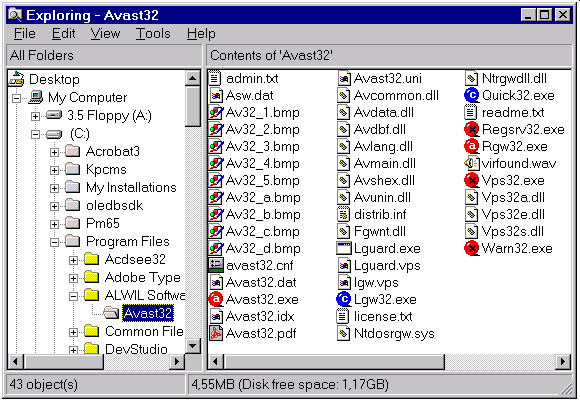 Exploring - Avast32
File Edit View Tools Help
All Folders
Contents of 'Avast32'
Desktop
My Computer
3.5 Floppy (A:)
(C:)
Acrobat3
Kpcms
My Installations
oledbsdk
Pm65
Program Files
Acdsee32
Adobe Type
ALWIL Softwa
Avast32
Common File
DevStudio
admin.txt
Asw.dat
Av32_1.bmp
Av32_2.bmp
Av32_3.bmp
Av32_4.bmp
Av32_5.bmp
Av32_a.bmp
Av32_b.bmp
Av32_c.bmp
Av32_d.bmp
avast32.cnf
Avast32.dat
Avast32.exe
Avast32.idx
Avast32.pdf
Avast32.uni
Avcommon.dll
Avdata.dll
Avdbf.dll
Avlang.dll
Avmain.dll
Avshex.dll
Avunin.dll
distrib.inf
Fgwnt.dll
Lguard.exe
Lguard.vps
lgw.vps
Lgw32.exe
license.txt
Ntdosrgw.sys
Ntrgwdll.dll
Quick32.exe
readme.txt
Regsrv32.exe
Rgw32.exe
virfound.wav
Vps32.exe
Vps32a.dll
Vps32e.dll
Vps32s.dll
Warn32.exe
43 object(s)
4,55MB (Disk free space: 1,17GB)